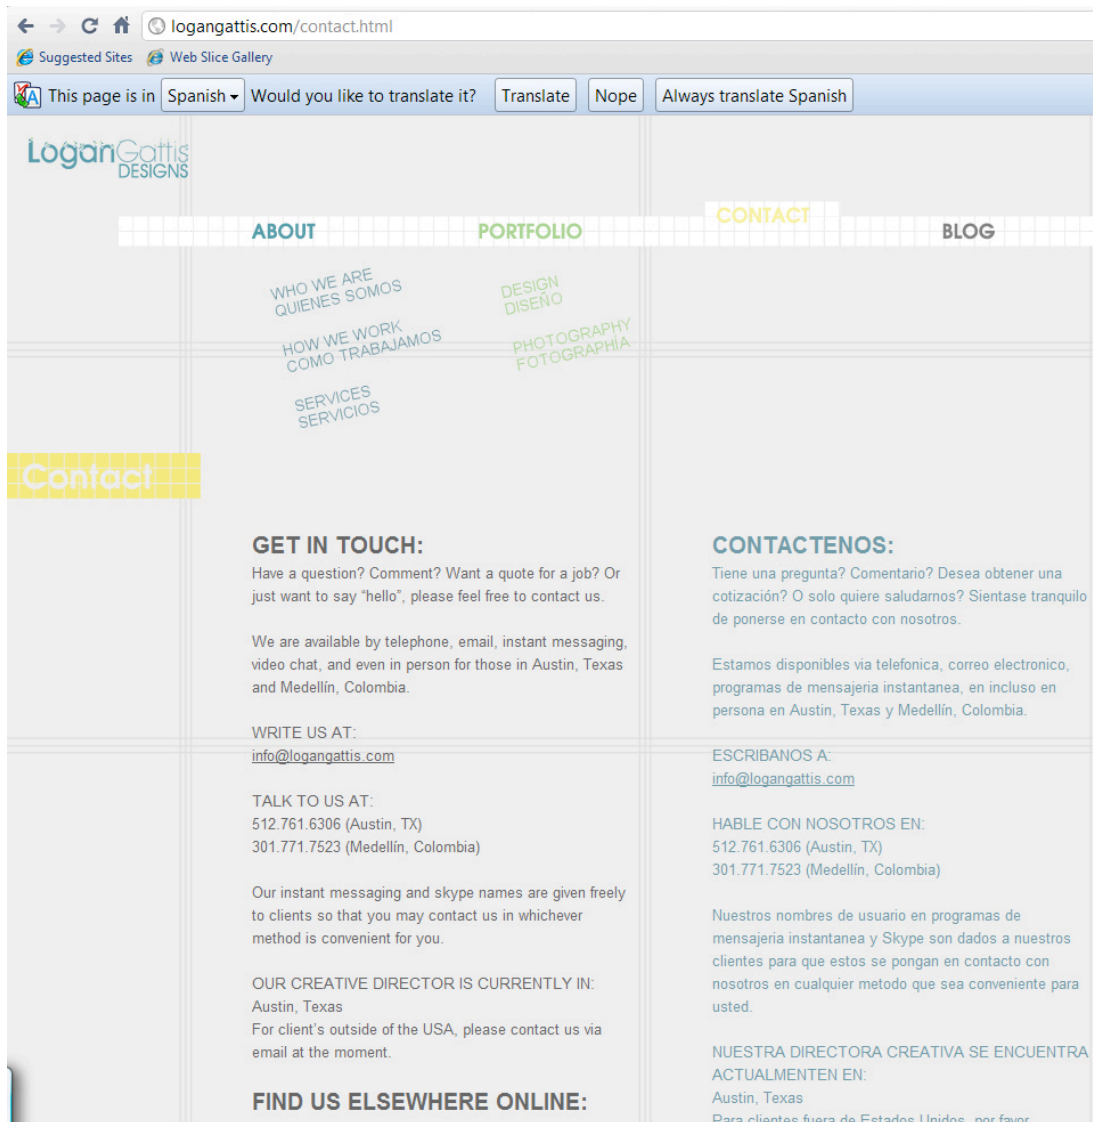 logangattis.com/contact.html
Suggested Sites Web Slice Gallery
This page is in Spanish Would you like to translate it? Translate Nope Always translate Spanish
LoganGattis
DESIGNS
ABOUT PORTFOLIO CONTACT BLOG
WHO WE ARE
QUIENES SOMOS
HOW WE WORK
COMO TRABAJAMOS
SERVICES
SERVICIOS
DESIGN
DISEÑO
PHOTOGRAPHY
FOTOGRAPHÍA
Contact
GET IN TOUCH:
Have a question? Comment? Want a quote for a job? Or
just want to say “hello”, please feel free to contact us.
We are available by telephone, email, instant messaging,
video chat, and even in person for those in Austin, Texas
and Medellín, Colombia.
WRITE US AT:
info@logangattis.com
TALK TO US AT:
512.761.6306 (Austin, TX)
301.771.7523 (Medellín, Colombia)
Our instant messaging and skype names are given freely
to clients so that you may contact us in whichever
method is convenient for you.
OUR CREATIVE DIRECTOR IS CURRENTLY IN:
Austin, Texas
For client’s outside of the USA, please contact us via
email at the moment.
FIND US ELSEWHERE ONLINE:
CONTACTENOS:
Tiene una pregunta? Comentario? Desea obtener una
cotización? O solo quiere saludarnos? Sientase tranquilo
de ponerse en contacto con nosotros.
Estamos disponibles via telefonica, correo electronico,
programas de mensajeria instantanea, en incluso en
persona en Austin, Texas y Medellín, Colombia.
ESCRIBANOS A:
info@logangattis.com
HABLE CON NOSOTROS EN:
512.761.6306 (Austin, TX)
301.771.7523 (Medellín, Colombia)
Nuestros nombres de usuario en programas de
mensajeria instantanea y Skype son dados a nuestros
clientes para que estos se pongan en contacto con
nosotros en cualquier metodo que sea conveniente para
usted.
NUESTRA DIRECTORA CREATIVA SE ENCUENTRA
ACTUALMENTEN EN:
Austin, Texas
Para clientes fuera de Estados Unidos, por favor